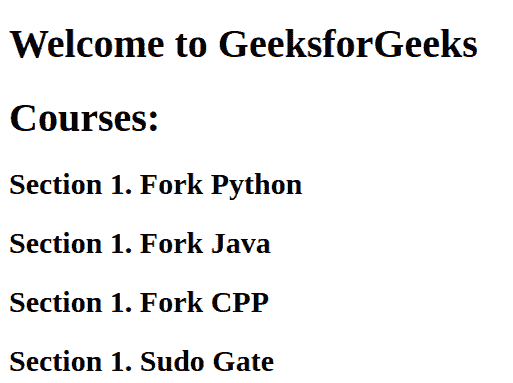 Welcome to GeeksforGeeks
Courses:
Section 1. Fork Python
Section 1. Fork Java
Section 1. Fork CPP
Section 1. Sudo Gate